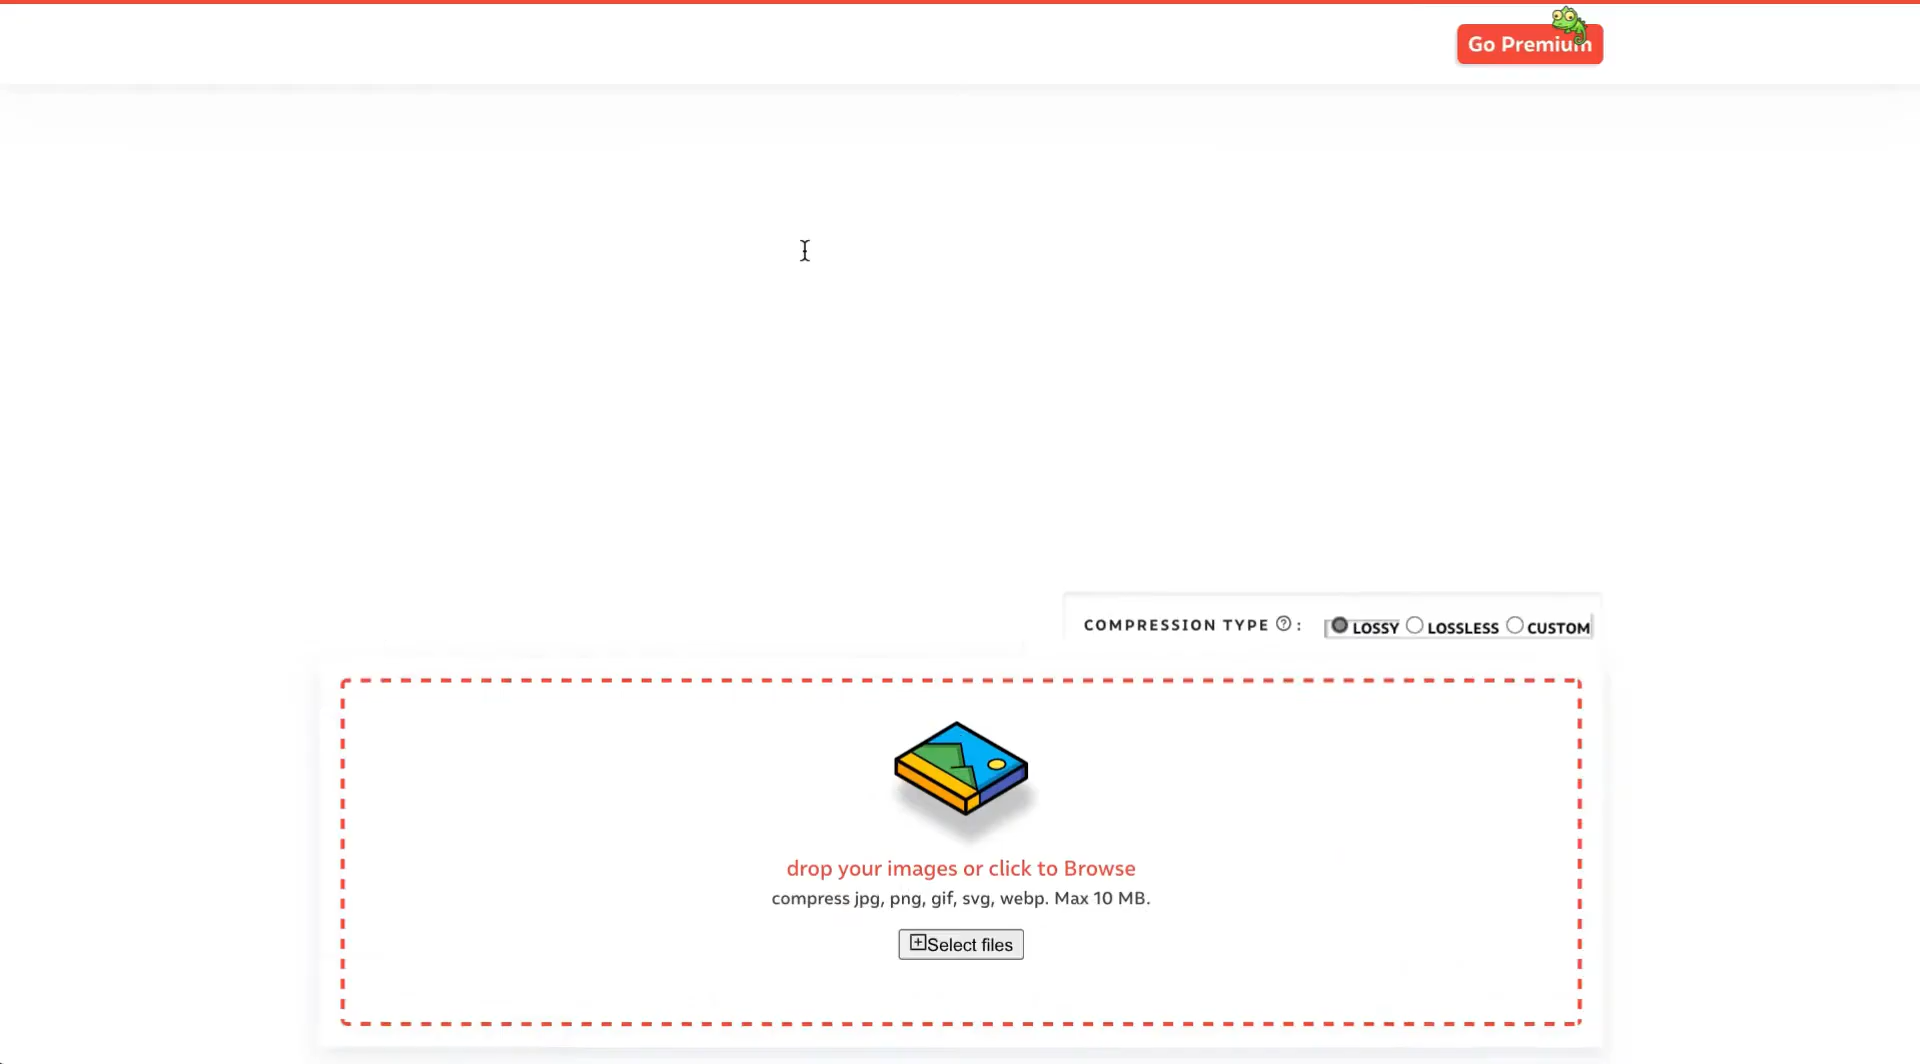 Go Premium
COMPRESSION TYPE ? : LOSSY LOSSLESS CUSTOM
drop your images or click to Browse
compress jpg, png, gif, svg, webp. Max 10 MB.
Select files